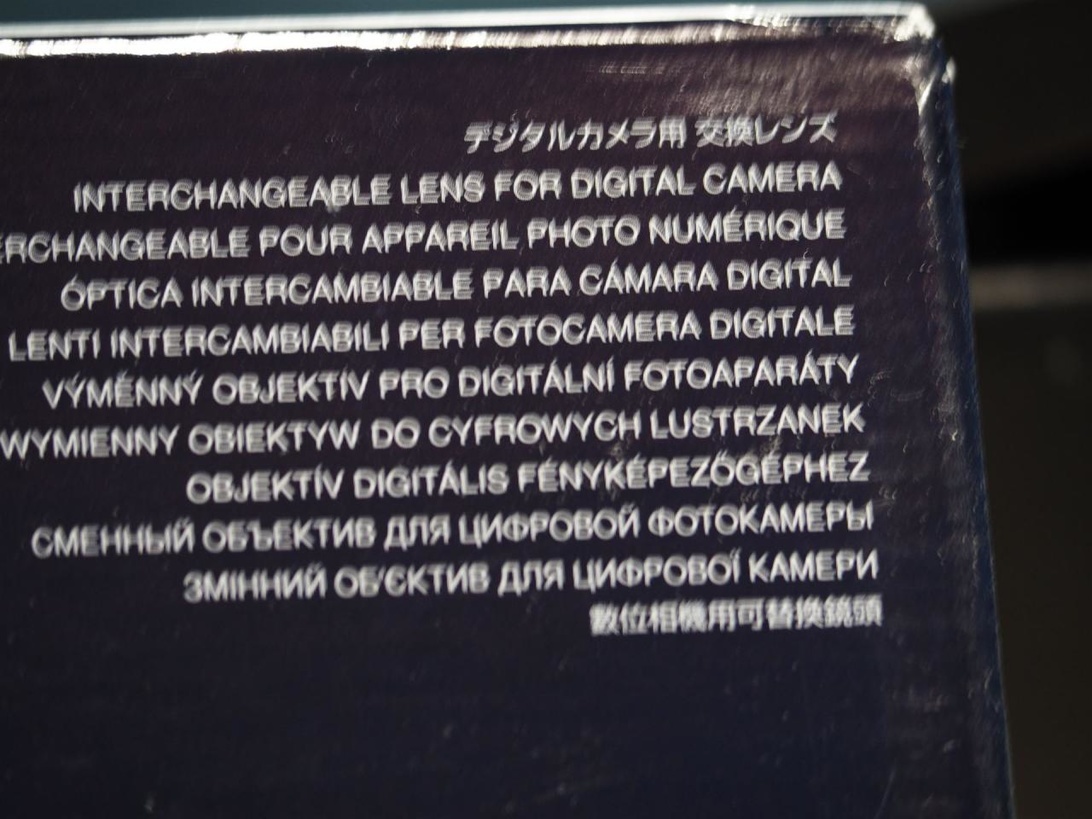 デジタルカメラ用 交換レンズ
INTERCHANGEABLE LENS FOR DIGITAL CAMERA
ERCHANGEABLE POUR APPAREIL PHOTO NUMÉRIQUE
ÓPTICA INTERCAMBIABLE PARA CÁMARA DIGITAL
LENTI INTERCAMBIABILI PER FOTOCAMERA DIGITALE
VÝMĚNNÝ OBJEKTIV PRO DIGITÁLNÍ FOTOAPARÁTY
WYMIENNY OBIEKTYW DO CYFROWYCH LUSTRZANEK
OBJEKTÍV DIGITÁLIS FÉNYKÉPEZŐGÉPHEZ
СМЕННЫЙ ОБЪЕКТИВ ДЛЯ ЦИФРОВОЙ ФОТОКАМЕРЫ
ЗМІННИЙ ОБ'ЄКТИВ ДЛЯ ЦИФРОВОЇ КАМЕРИ
數位相機用可替換鏡頭